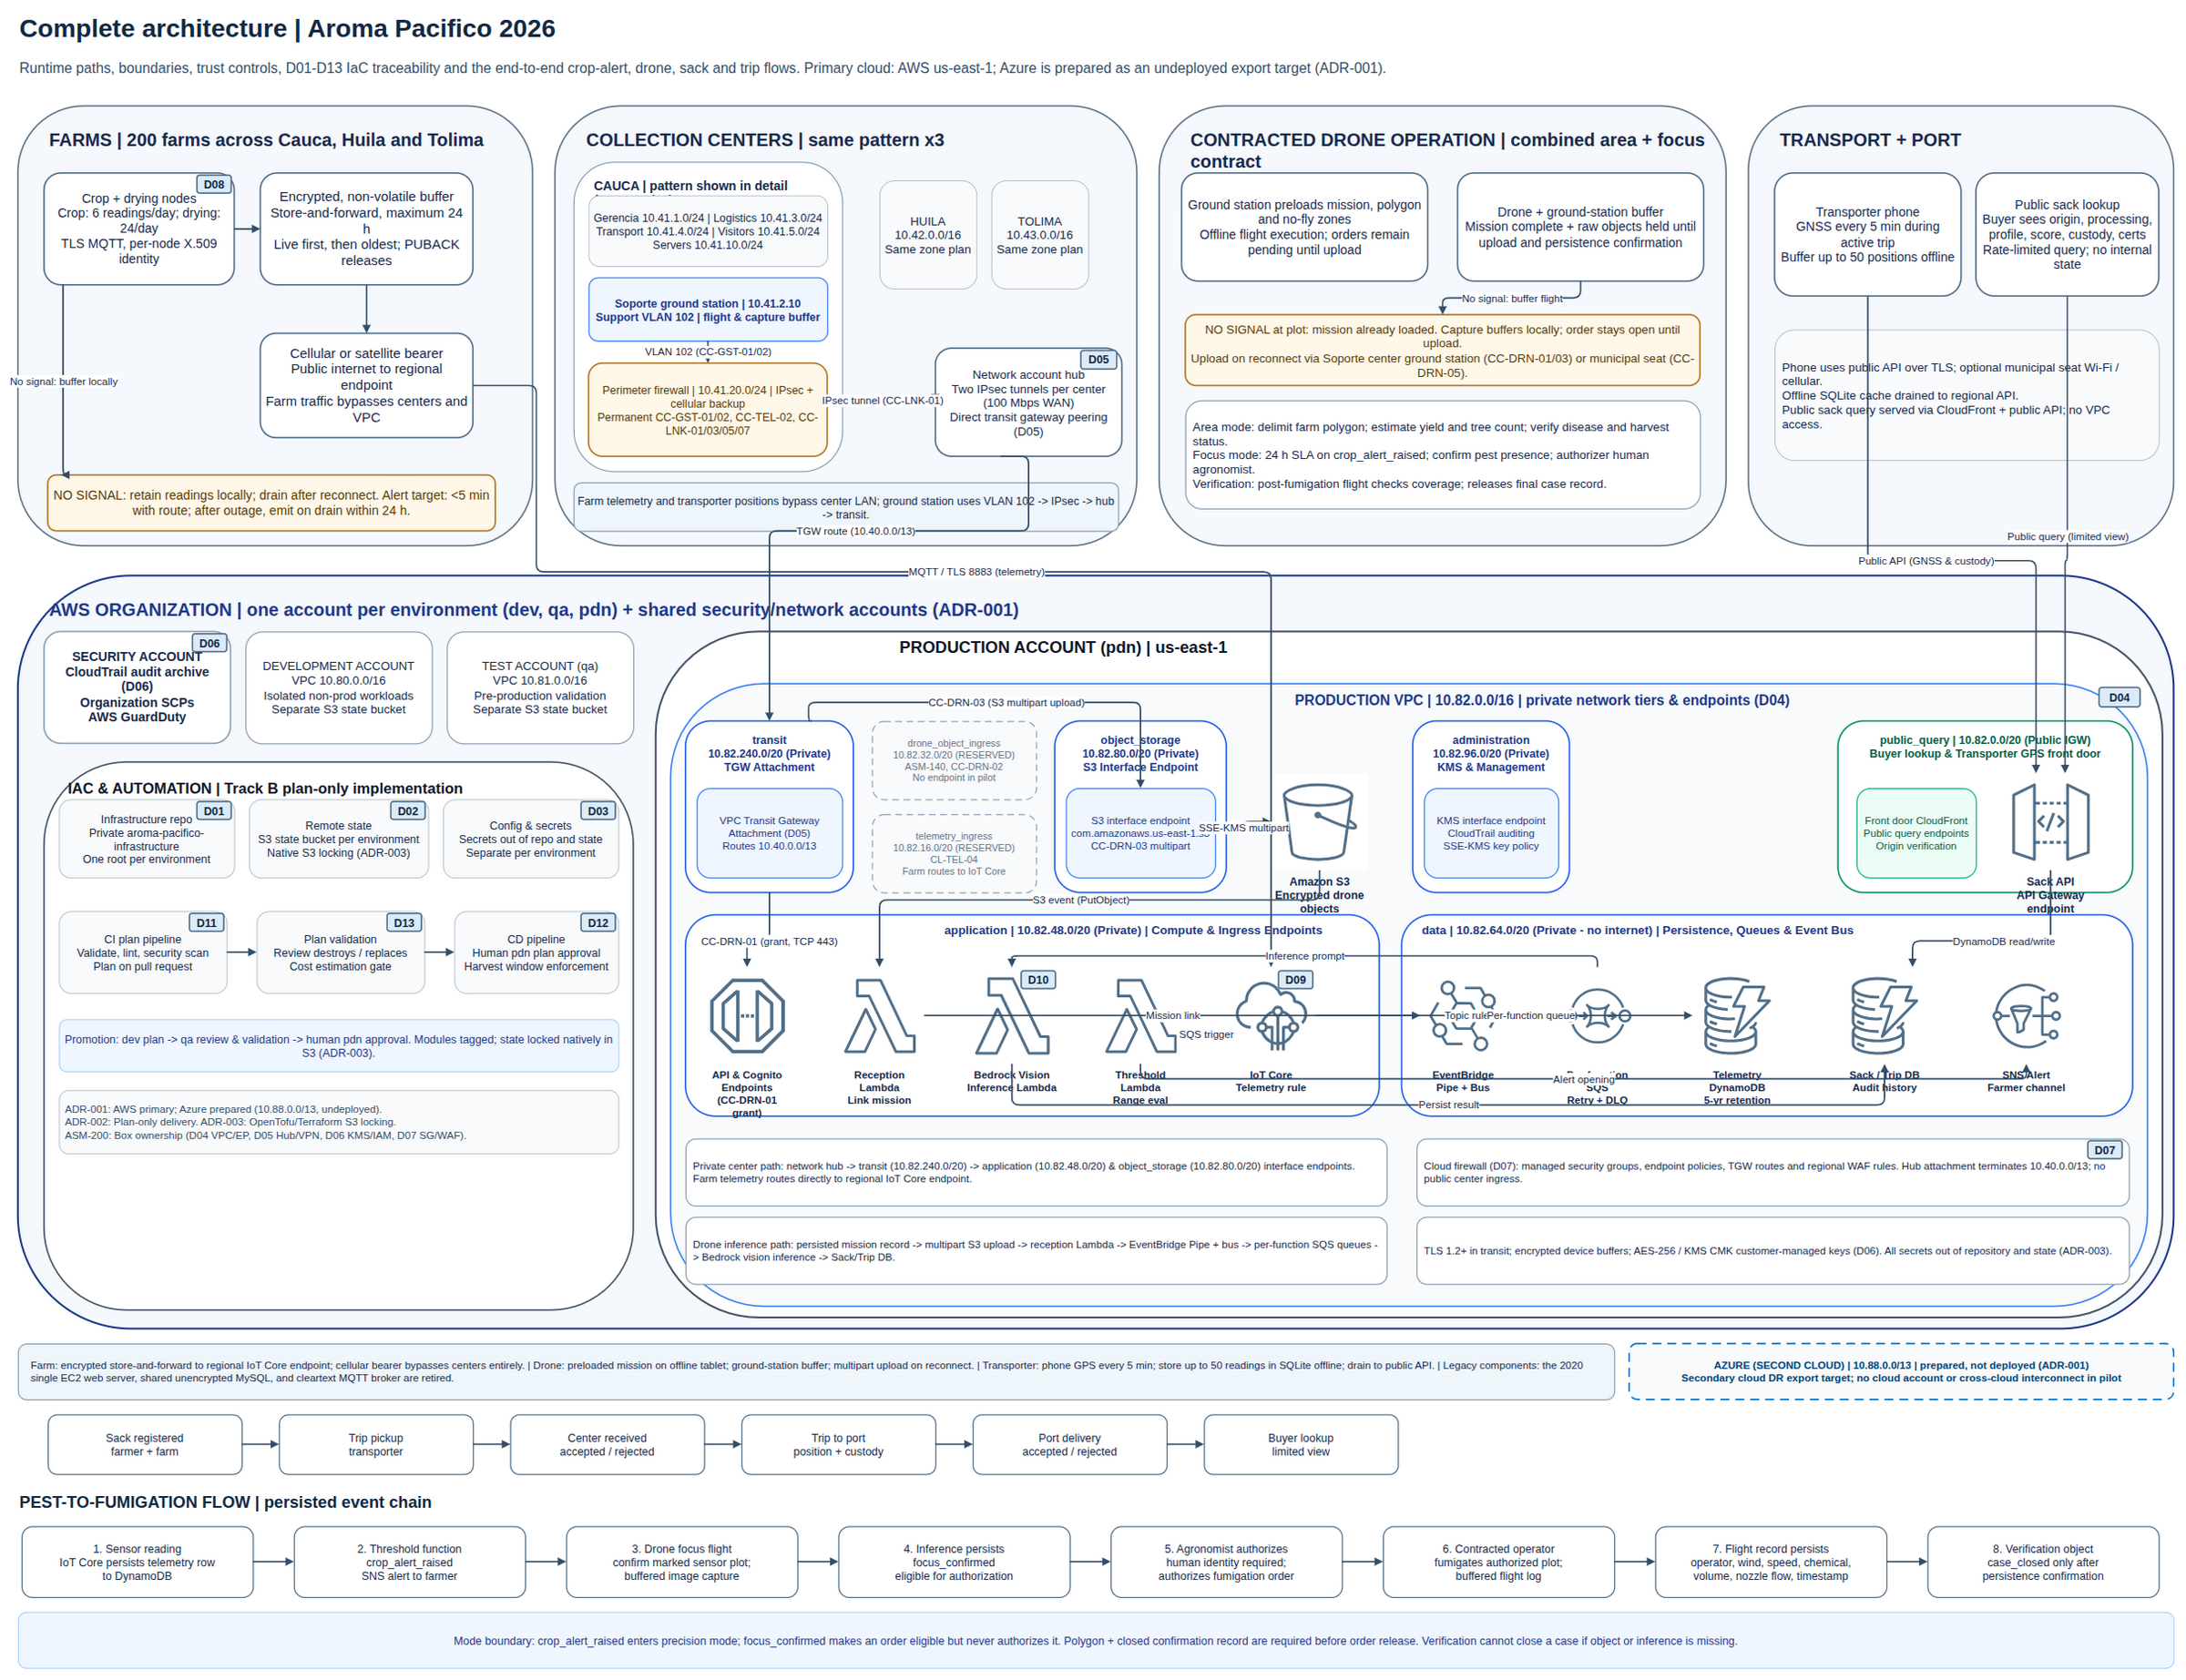 Complete architecture | Aroma Pacifico 2026
Runtime paths, boundaries, trust controls, D01-D13 IaC traceability and the end-to-end crop-alert, drone, sack and trip flows. Primary cloud: AWS us-east-1; Azure is prepared as an undeployed export target (ADR-001).
FARMS | 200 farms across Cauca, Huila and Tolima
D08
Crop + drying nodes
Crop: 6 readings/day; drying:
24/day
TLS MQTT, per-node X.509
identity
Encrypted, non-volatile buffer
Store-and-forward, maximum 24
h
Live first, then oldest; PUBACK
releases
Cellular or satellite bearer
Public internet to regional
endpoint
Farm traffic bypasses centers and
VPC
No signal: buffer locally
NO SIGNAL: retain readings locally; drain after reconnect. Alert target: <5 min
with route; after outage, emit on drain within 24 h.
COLLECTION CENTERS | same pattern x3
CAUCA | pattern shown in detail
Gerencia 10.41.1.0/24 | Logistics 10.41.3.0/24
Transport 10.41.4.0/24 | Visitors 10.41.5.0/24
Servers 10.41.10.0/24
Soporte ground station | 10.41.2.10
Support VLAN 102 | flight & capture buffer
VLAN 102 (CC-GST-01/02)
Perimeter firewall | 10.41.20.0/24 | IPsec +
cellular backup
Permanent CC-GST-01/02, CC-TEL-02, CC-
LNK-01/03/05/07
HUILA
10.42.0.0/16
Same zone plan
TOLIMA
10.43.0.0/16
Same zone plan
IPsec tunnel (CC-LNK-01)
D05
Network account hub
Two IPsec tunnels per center
(100 Mbps WAN)
Direct transit gateway peering
(D05)
Farm telemetry and transporter positions bypass center LAN; ground station uses VLAN 102 -> IPsec -> hub
-> transit.
TGW route (10.40.0.0/13)
MQTT / TLS 8883 (telemetry)
CONTRACTED DRONE OPERATION | combined area + focus
contract
Ground station preloads mission, polygon
and no-fly zones
Offline flight execution; orders remain
pending until upload
Drone + ground-station buffer
Mission complete + raw objects held until
upload and persistence confirmation
No signal: buffer flight
NO SIGNAL at plot: mission already loaded. Capture buffers locally; order stays open until
upload.
Upload on reconnect via Soporte center ground station (CC-DRN-01/03) or municipal seat (CC-
DRN-05).
Area mode: delimit farm polygon; estimate yield and tree count; verify disease and harvest
status.
Focus mode: 24 h SLA on crop_alert_raised; confirm pest presence; authorizer human
agronomist.
Verification: post-fumigation flight checks coverage; releases final case record.
TRANSPORT + PORT
Transporter phone
GNSS every 5 min during
active trip
Buffer up to 50 positions offline
Public sack lookup
Buyer sees origin, processing,
profile, score, custody, certs
Rate-limited query; no internal
state
Phone uses public API over TLS; optional municipal seat Wi-Fi /
cellular.
Offline SQLite cache drained to regional API.
Public sack query served via CloudFront + public API; no VPC
access.
Public query (limited view)
Public API (GNSS & custody)
AWS ORGANIZATION | one account per environment (dev, qa, pdn) + shared security/network accounts (ADR-001)
D06
SECURITY ACCOUNT
CloudTrail audit archive
(D06)
Organization SCPs
AWS GuardDuty
DEVELOPMENT ACCOUNT
VPC 10.80.0.0/16
Isolated non-prod workloads
Separate S3 state bucket
TEST ACCOUNT (qa)
VPC 10.81.0.0/16
Pre-production validation
Separate S3 state bucket
IAC & AUTOMATION | Track B plan-only implementation
D01
Infrastructure repo
Private aroma-pacifico-
infrastructure
One root per environment
D02
Remote state
S3 state bucket per environment
Native S3 locking (ADR-003)
D03
Config & secrets
Secrets out of repo and state
Separate per environment
D11
CI plan pipeline
Validate, lint, security scan
Plan on pull request
D13
Plan validation
Review destroys / replaces
Cost estimation gate
D12
CD pipeline
Human pdn plan approval
Harvest window enforcement
Promotion: dev plan -> qa review & validation -> human pdn approval. Modules tagged; state locked natively in
S3 (ADR-003).
ADR-001: AWS primary; Azure prepared (10.88.0.0/13, undeployed).
ADR-002: Plan-only delivery. ADR-003: OpenTofu/Terraform S3 locking.
ASM-200: Box ownership (D04 VPC/EP, D05 Hub/VPN, D06 KMS/IAM, D07 SG/WAF).
PRODUCTION ACCOUNT (pdn) | us-east-1
PRODUCTION VPC | 10.82.0.0/16 | private network tiers & endpoints (D04)
D04
CC-DRN-03 (S3 multipart upload)
transit
10.82.240.0/20 (Private)
TGW Attachment
VPC Transit Gateway
Attachment (D05)
Routes 10.40.0.0/13
drone_object_ingress
10.82.32.0/20 (RESERVED)
ASM-140, CC-DRN-02
No endpoint in pilot
telemetry_ingress
10.82.16.0/20 (RESERVED)
CL-TEL-04
Farm routes to IoT Core
object_storage
10.82.80.0/20 (Private)
S3 Interface Endpoint
S3 interface endpoint
com.amazonaws.us-east-1.
CC-DRN-03 multipart
SSE-KMS multipart
Amazon S3
Encrypted drone
objects
administration
10.82.96.0/20 (Private)
KMS & Management
KMS interface endpoint
CloudTrail auditing
SSE-KMS key policy
public_query | 10.82.0.0/20 (Public IGW)
Buyer lookup & Transporter GPS front door
Front door CloudFront
Public query endpoints
Origin verification
Sack API
API Gateway
endpoint
S3 event (PutObject)
application | 10.82.48.0/20 (Private) | Compute & Ingress Endpoints
CC-DRN-01 (grant, TCP 443)
Inference prompt
D10
D09
Mission link
SQS trigger
API & Cognito
Endpoints
(CC-DRN-01
grant)
Reception
Lambda
Link mission
Bedrock Vision
Inference Lambda
Threshold
Lambda
Range eval
IoT Core
Telemetry rule
data | 10.82.64.0/20 (Private - no internet) | Persistence, Queues & Event Bus
DynamoDB read/write
Topic rule
Per-function queue
EventBridge
Pipe + Bus
SQS
Retry + DLQ
Telemetry
DynamoDB
5-yr retention
Sack / Trip DB
Audit history
SNS Alert
Farmer channel
Alert opening
Persist result
Private center path: network hub -> transit (10.82.240.0/20) -> application (10.82.48.0/20) & object_storage (10.82.80.0/20) interface endpoints.
Farm telemetry routes directly to regional IoT Core endpoint.
D07
Cloud firewall (D07): managed security groups, endpoint policies, TGW routes and regional WAF rules. Hub attachment terminates 10.40.0.0/13; no
public center ingress.
Drone inference path: persisted mission record -> multipart S3 upload -> reception Lambda -> EventBridge Pipe + bus -> per-function SQS queues -
> Bedrock vision inference -> Sack/Trip DB.
TLS 1.2+ in transit; encrypted device buffers; AES-256 / KMS CMK customer-managed keys (D06). All secrets out of repository and state (ADR-003).
Farm: encrypted store-and-forward to regional IoT Core endpoint; cellular bearer bypasses centers entirely. | Drone: preloaded mission on offline tablet; ground-station buffer; multipart upload on reconnect. | Transporter: phone GPS every 5 min; store up to 50 readings in SQLite offline; drain to public API. | Legacy components: the 2020
single EC2 web server, shared unencrypted MySQL, and cleartext MQTT broker are retired.
AZURE (SECOND CLOUD) | 10.88.0.0/13 | prepared, not deployed (ADR-001)
Secondary cloud DR export target; no cloud account or cross-cloud interconnect in pilot
Sack registered
farmer + farm
Trip pickup
transporter
Center received
accepted / rejected
Trip to port
position + custody
Port delivery
accepted / rejected
Buyer lookup
limited view
PEST-TO-FUMIGATION FLOW | persisted event chain
1. Sensor reading
IoT Core persists telemetry row
to DynamoDB
2. Threshold function
crop_alert_raised
SNS alert to farmer
3. Drone focus flight
confirm marked sensor plot;
buffered image capture
4. Inference persists
focus_confirmed
eligible for authorization
5. Agronomist authorizes
human identity required;
authorizes fumigation order
6. Contracted operator
fumigates authorized plot;
buffered flight log
7. Flight record persists
operator, wind, speed, chemical,
volume, nozzle flow, timestamp
8. Verification object
case_closed only after
persistence confirmation
Mode boundary: crop_alert_raised enters precision mode; focus_confirmed makes an order eligible but never authorizes it. Polygon + closed confirmation record are required before order release. Verification cannot close a case if object or inference is missing.